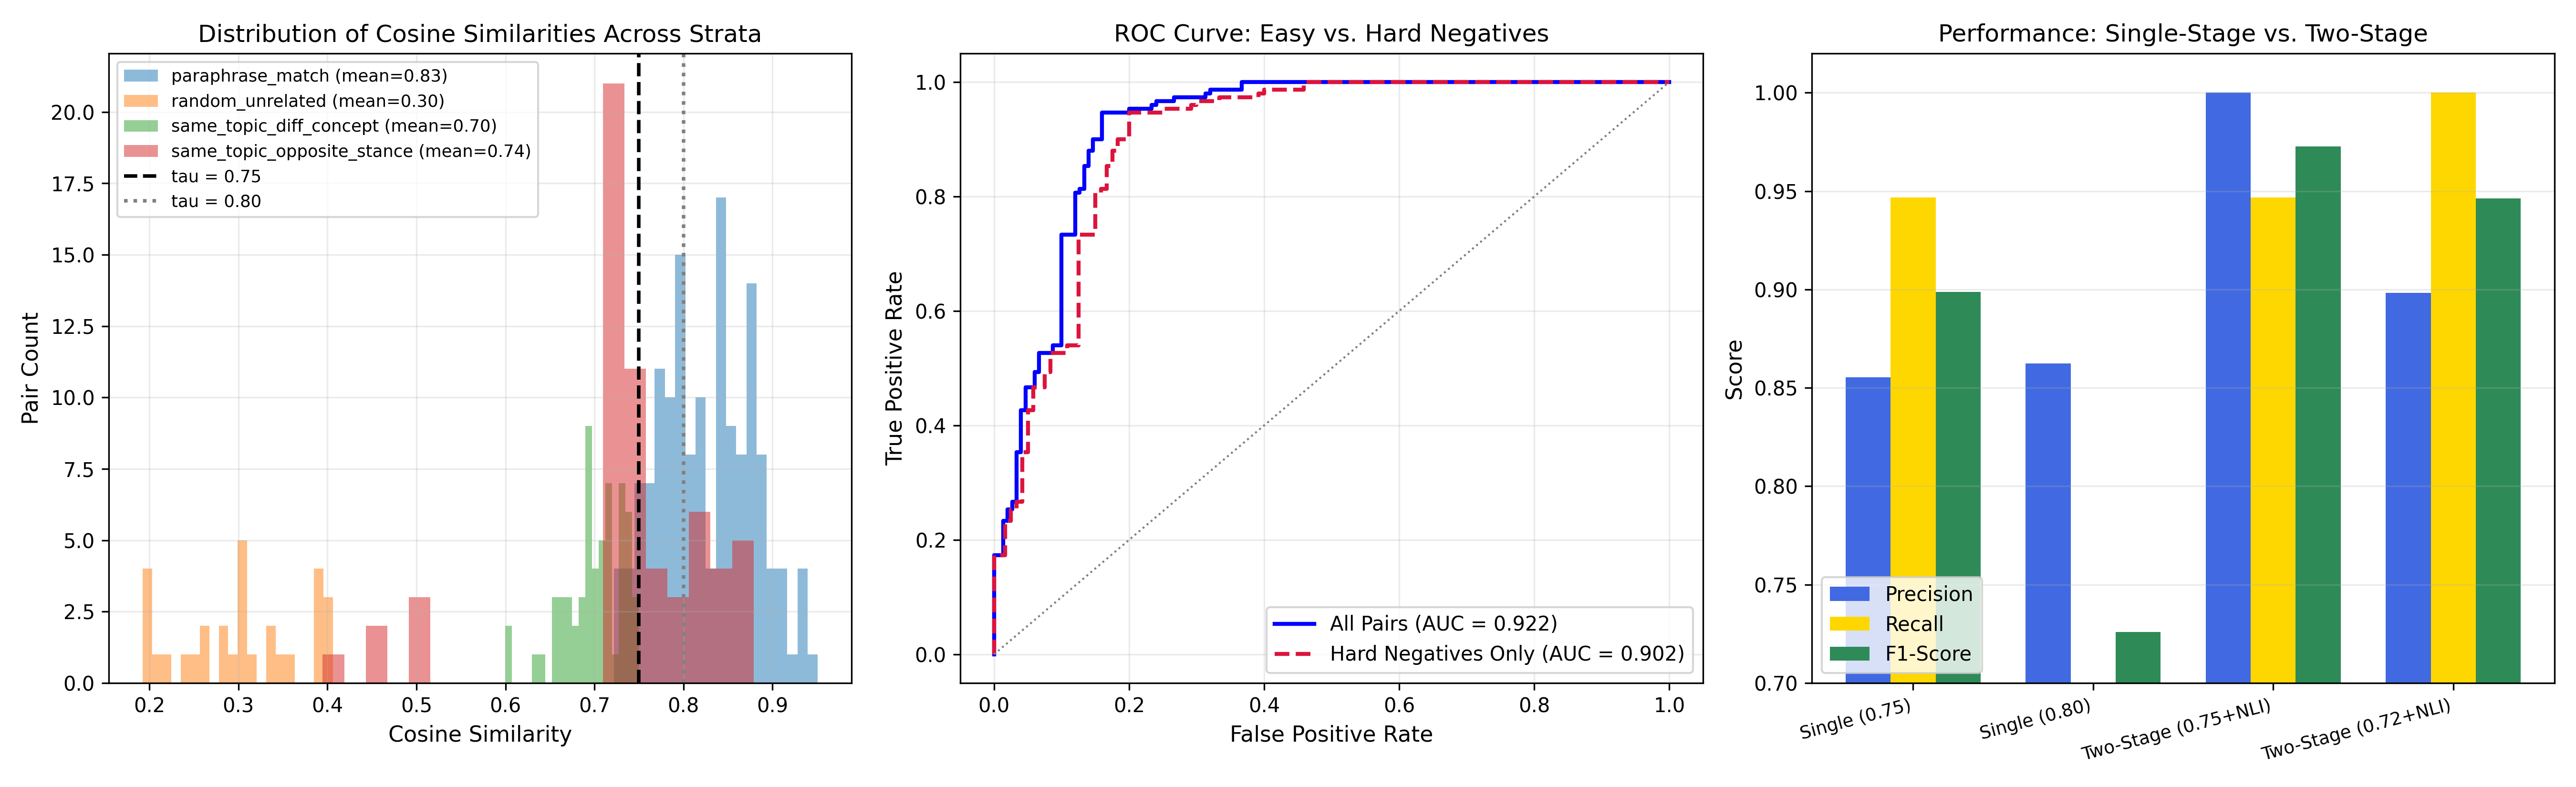 Distribution of Cosine Similarities Across Strata
paraphrase_match (mean=0.83)
random_unrelated (mean=0.30)
same_topic_diff_concept (mean=0.70)
same_topic_opposite_stance (mean=0.74)
tau = 0.75
tau = 0.80
Pair Count
20.0
17.5
15.0
12.5
10.0
7.5
5.0
2.5
0.0
0.2 0.3 0.4 0.5 0.6 0.7 0.8 0.9
Cosine Similarity
ROC Curve: Easy vs. Hard Negatives
True Positive Rate
1.0
0.8
0.6
0.4
0.2
0.0
All Pairs (AUC = 0.922)
Hard Negatives Only (AUC = 0.902)
0.0 0.2 0.4 0.6 0.8 1.0
False Positive Rate
Performance: Single-Stage vs. Two-Stage
Score
1.00
0.95
0.90
0.85
0.80
0.75
0.70
Precision
Recall
F1-Score
Single (0.75)
Single (0.80)
Two-Stage (0.75+NLI)
Two-Stage (0.72+NLI)